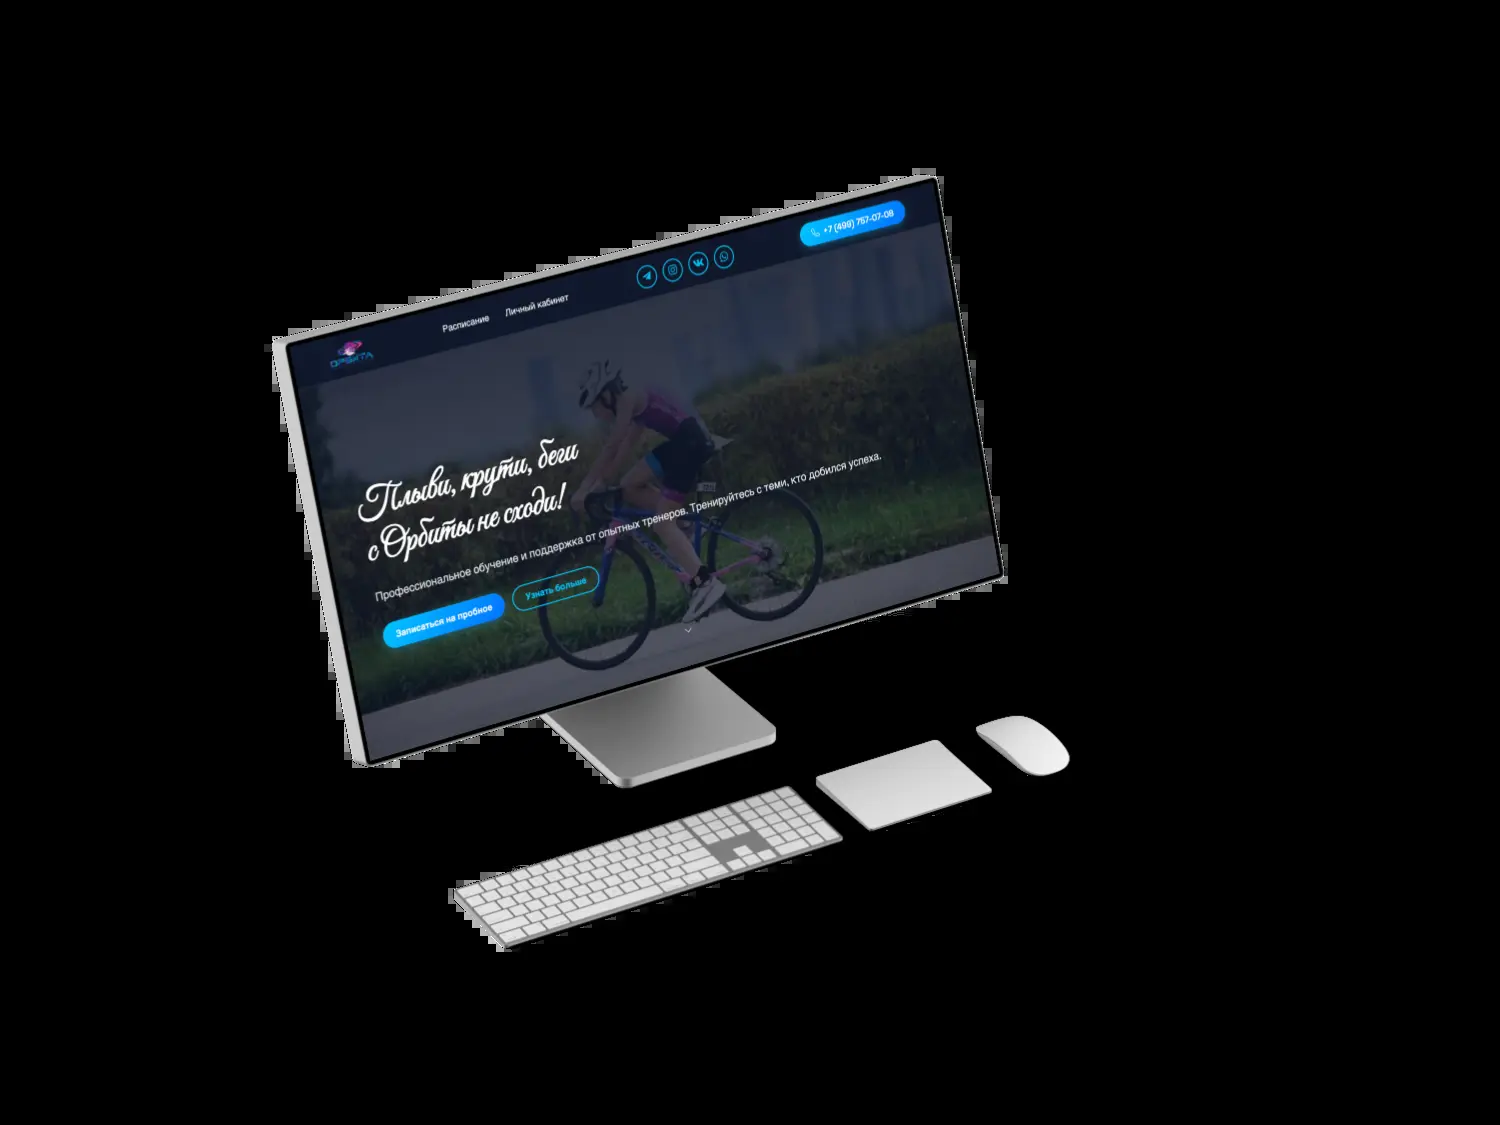 ОРБИТА
Расписание
Личный кабинет
+7 (499) 757-07-08
Плыви, крути, беги
с Орбиты не сходи!
Профессиональное обучение и поддержка от опытных тренеров. Тренируйтесь с теми, кто добился успеха.
Записаться на пробное
Узнать больше